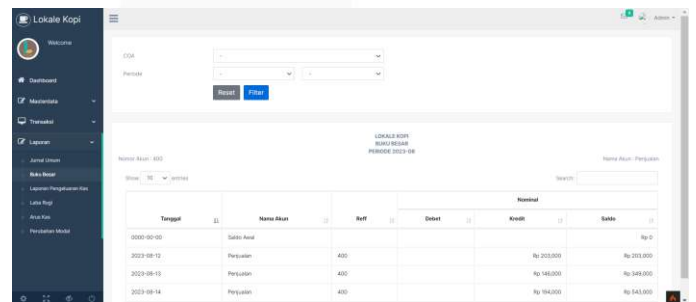 Lokale Kopi
Admin
Welcome
Dashboard
Masterdata
Transaksi
Laporan
Jurnal Umum
Buku Besar
Laporan Pengeluaran Kas
Laba Rugi
Arus Kas
Perubahan Modal
COA
Periode
Reset Filter
LOKALE KOPI
BUKU BESAR
PERIODE 2023-08
Nomor Akun : 400
Nama Akun : Penjualan
Show 10 entries
Search:
Nominal
Tanggal Nama Akun Reff Debet Kredit Saldo
0000-00-00 Saldo Awal Rp 0
2023-08-12 Penjualan 400 Rp 203,000 Rp 203,000
2023-08-13 Penjualan 400 Rp 146,000 Rp 349,000
2023-08-14 Penjualan 400 Rp 194,000 Rp 543,000